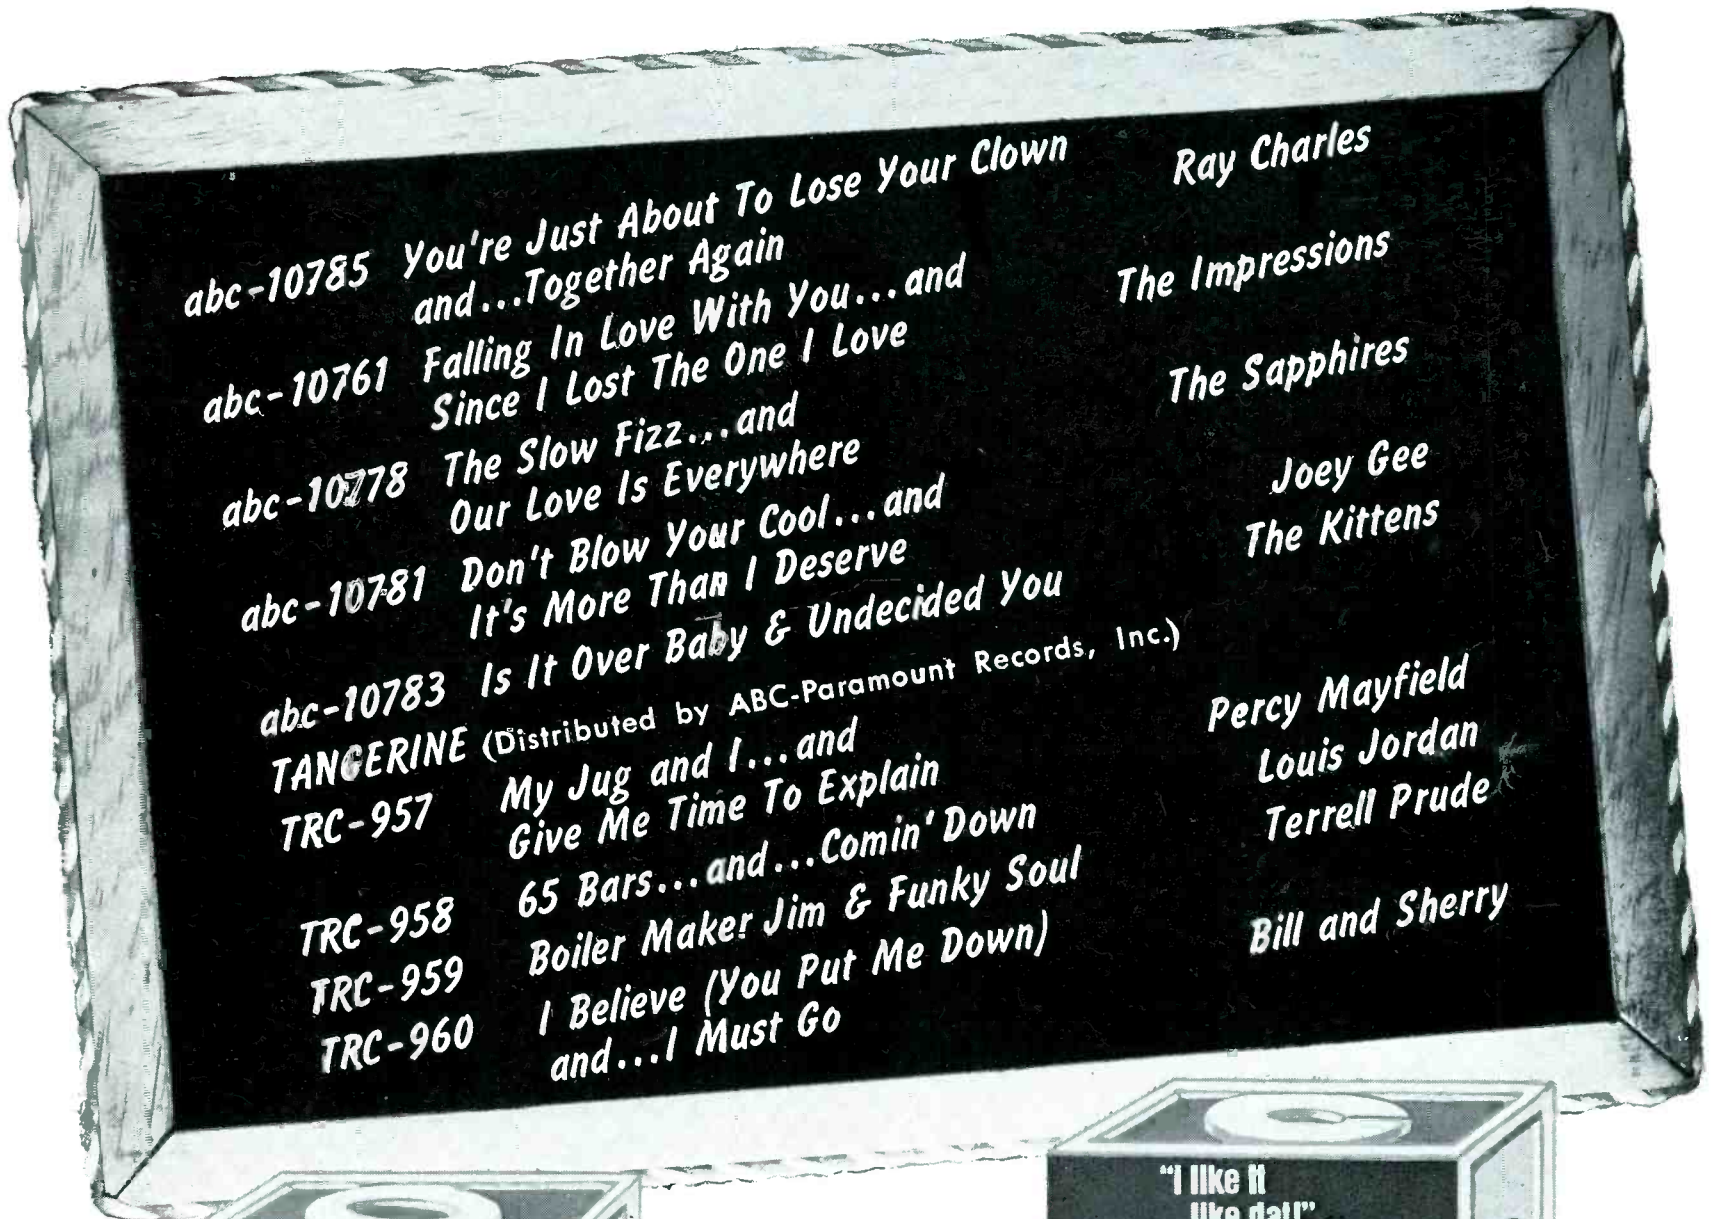 abc-10785 You're Just About To Lose Your Clown Ray Charles
and...Together Again
abc-10761 Falling In Love With You...and The Impressions
Since I Lost The One I Love
abc-10778 The Slow Fizz...and The Sapphires
Our Love Is Everywhere
abc-10781 Don't Blow Your Cool...and Joey Gee
It's More Than I Deserve
abc-10783 Is It Over Baby & Undecided You The Kittens
TANGERINE (Distributed by ABC-Paramount Records, Inc.)
TRC-957 My Jug and I...and Percy Mayfield
Give Me Time To Explain
TRC-958 65 Bars...and...Comin' Down Louis Jordan
TRC-959 Boiler Maker Jim & Funky Soul Terrell Prude
TRC-960 I Believe (You Put Me Down) Bill and Sherry
and...I Must Go
"I like it
like dat!"